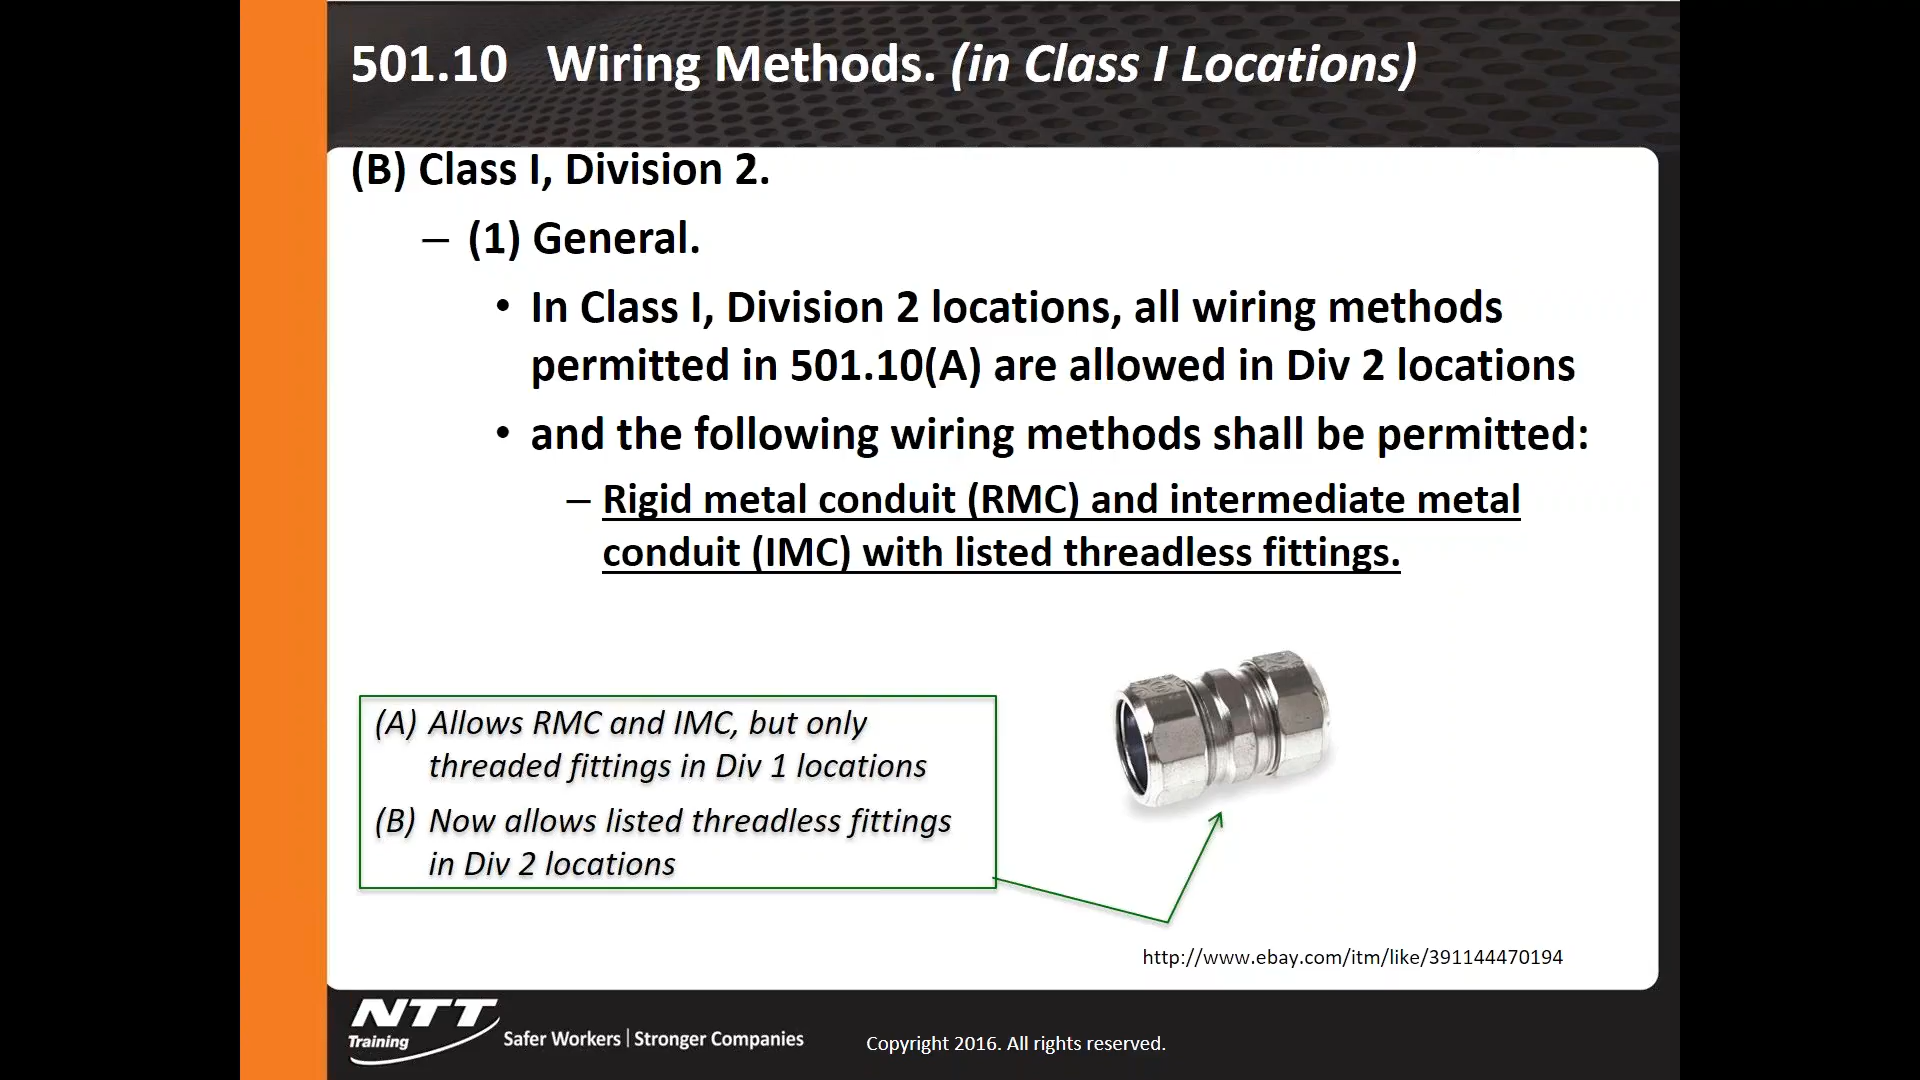 501.10 Wiring Methods. (in Class I Locations)
(B) Class I, Division 2.
– (1) General.
• In Class I, Division 2 locations, all wiring methods
permitted in 501.10(A) are allowed in Div 2 locations
• and the following wiring methods shall be permitted:
– Rigid metal conduit (RMC) and intermediate metal
conduit (IMC) with listed threadless fittings.
(A) Allows RMC and IMC, but only
threaded fittings in Div 1 locations
(B) Now allows listed threadless fittings
in Div 2 locations
http://www.ebay.com/itm/like/391144470194
NTT
Training
Safer Workers | Stronger Companies
Copyright 2016. All rights reserved.